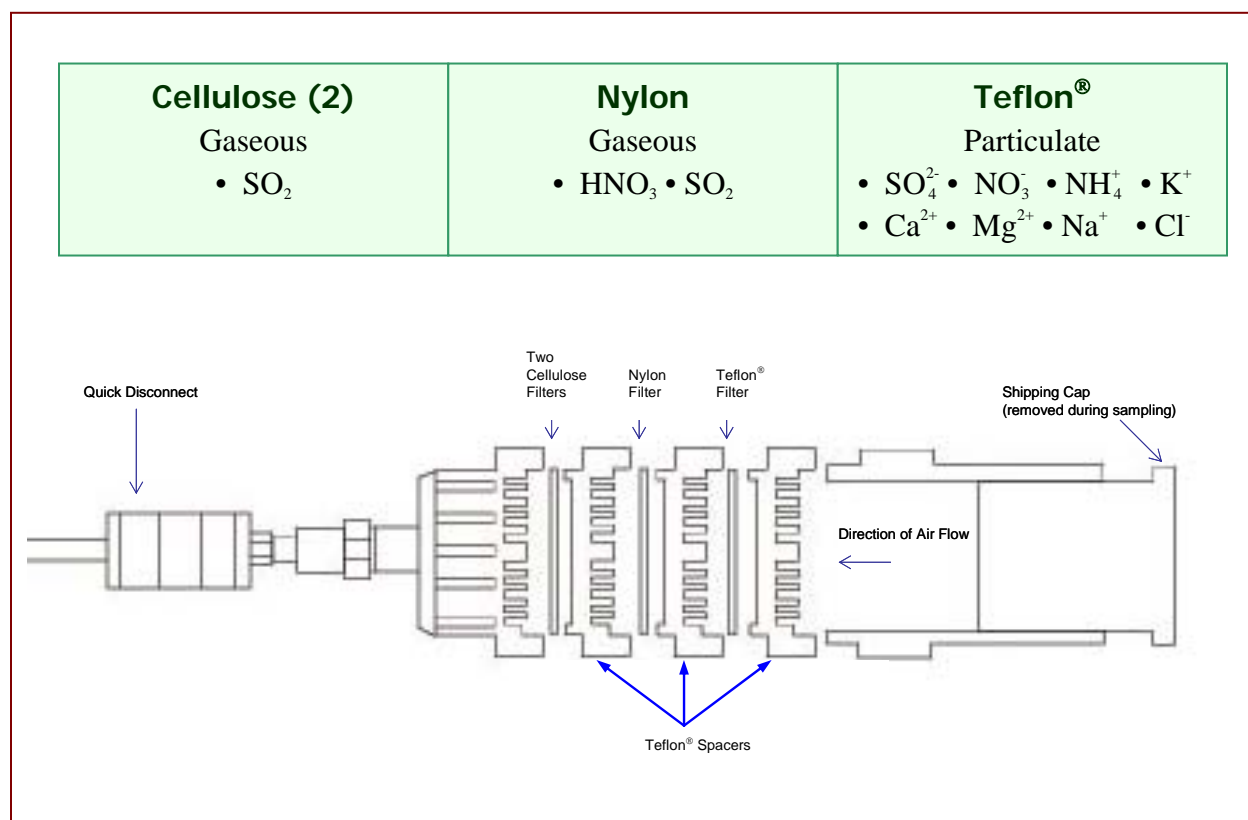 Cellulose (2)
Gaseous
• SO₂
Nylon
Gaseous
• HNO₃ • SO₂
Teflon®
Particulate
• SO₄²⁻ • NO₃⁻ • NH₄⁺ • K⁺
• Ca²⁺ • Mg²⁺ • Na⁺ • Cl⁻
Quick Disconnect
Two
Cellulose
Filters
Nylon
Filter
Teflon®
Filter
Shipping Cap
(removed during sampling)
Direction of Air Flow
Teflon® Spacers